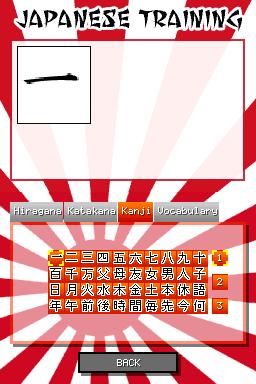 JAPANESE TRAINING
一
Hiragana Katakana Kanji Vocabulary
一二三四五六七八九十 1
百千万父母友女男人子
日月火水木金土本休語 2
年午前後時間毎先今何 3
BACK